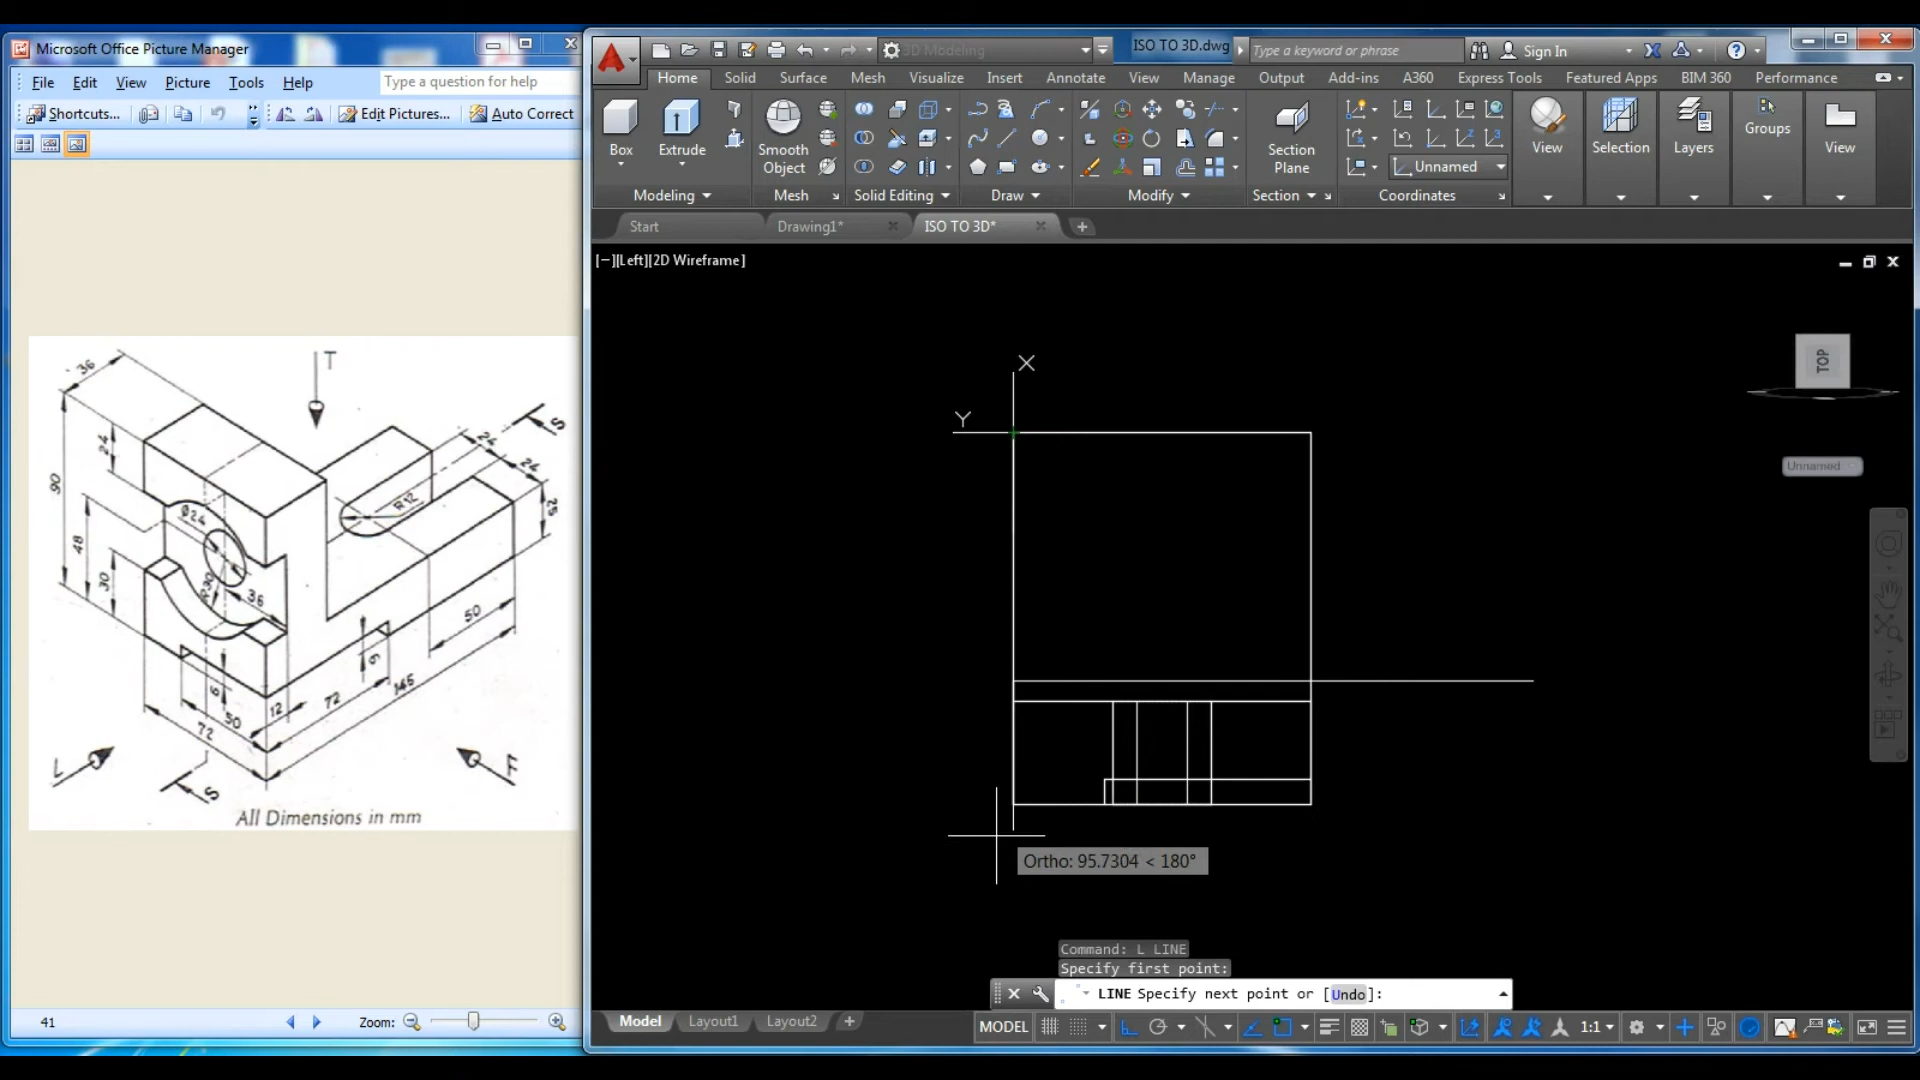 Microsoft Office Picture Manager
File Edit View Picture Tools Help
Type a question for help
Shortcuts...
Edit Pictures...
Auto Correct
36
T
24
90
S
24
24
R12
25
Ø24
48
30
R30
36
50
6
6
145
72
12
50
72
L
F
S
All Dimensions in mm
41
Zoom:
3D Modeling
ISO TO 3D.dwg
Type a keyword or phrase
Sign In
Home Solid Surface Mesh Visualize Insert Annotate View Manage Output Add-ins A360 Express Tools Featured Apps BIM 360 Performance
Box
Extrude
Smooth
Object
Section
Plane
Unnamed
View
Selection
Layers
Groups
View
Modeling
Mesh
Solid Editing
Draw
Modify
Section
Coordinates
Start
Drawing1*
ISO TO 3D*
[−][Left][2D Wireframe]
X
Y
TOP
Unnamed
Ortho: 95.7304 < 180°
Command: L LINE
Specify first point:
LINE Specify next point or [Undo]:
Model Layout1 Layout2
MODEL
1:1